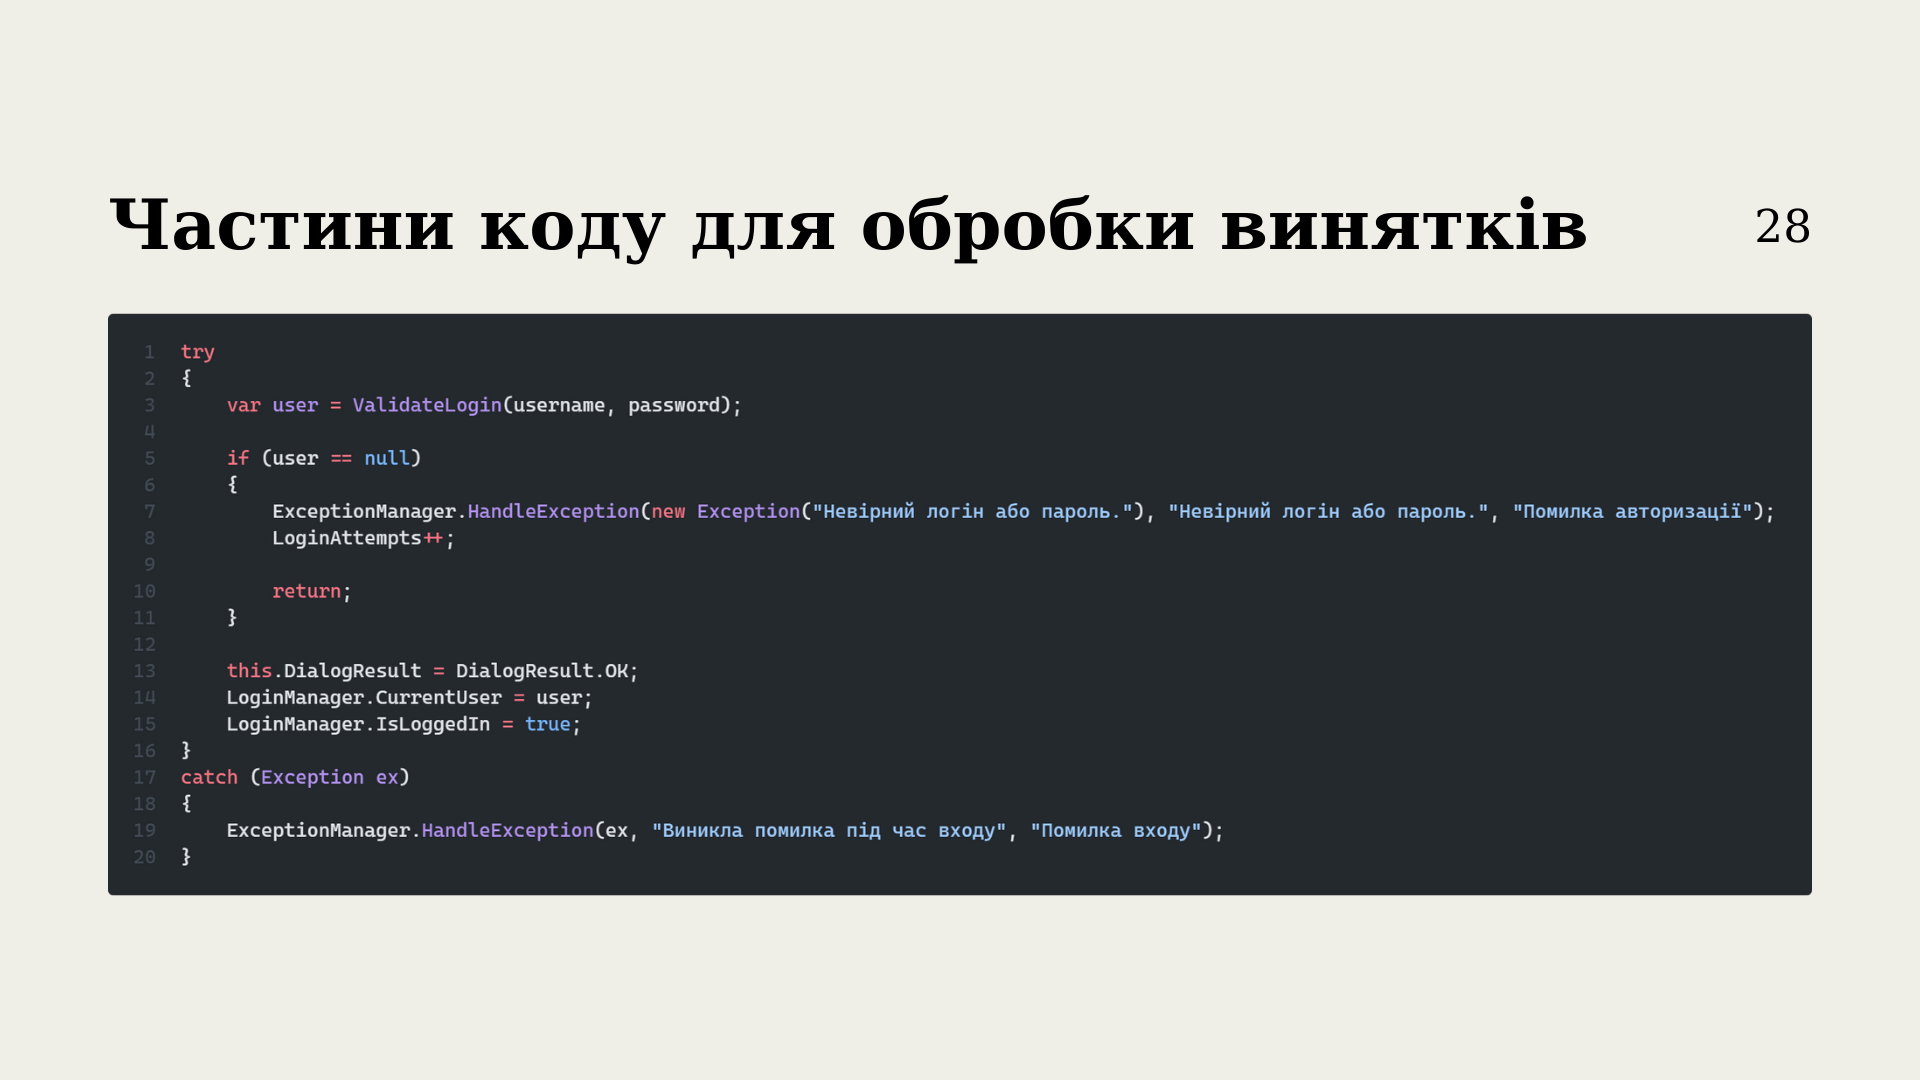 Частини коду для обробки винятків
28
1 try
2 {
3     var user = ValidateLogin(username, password);
4
5     if (user == null)
6     {
7         ExceptionManager.HandleException(new Exception("Невірний логін або пароль."), "Невірний логін або пароль.", "Помилка авторизації");
8         LoginAttempts++;
9
10         return;
11     }
12
13     this.DialogResult = DialogResult.OK;
14     LoginManager.CurrentUser = user;
15     LoginManager.IsLoggedIn = true;
16 }
17 catch (Exception ex)
18 {
19     ExceptionManager.HandleException(ex, "Виникла помилка під час входу", "Помилка входу");
20 }